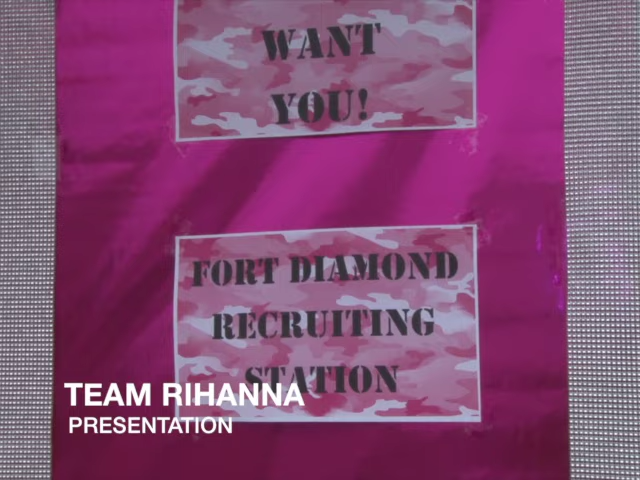 WANT
YOU!
FORT DIAMOND
RECRUITING
STATION
TEAM RIHANNA
PRESENTATION